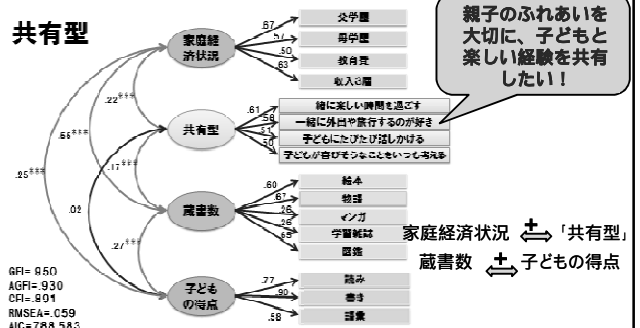 共有型
親子のふれあいを
大切に、子どもと
楽しい経験を共有
したい！
家庭経
済状況
.67
父学歴
.57
母学歴
.50
教育費
.63
収入3層
.22***
共有型
.61
一緒に楽しい時間を過ごす
.58
一緒に外出や旅行するのが好き
.51
子どもにたびたび話しかける
.50
子どもが喜びそうなことをいつも考える
.56***
.25***
.17***
.02
蔵書数
.60
絵本
.67
物語
.26
マンガ
.26
学習雑誌
.65
図鑑
.27***
子ども
の得点
.77
読み
.90
書き
.58
語彙
家庭経済状況 + ⇔ 「共有型」
蔵書数 + ⇔ 子どもの得点
GFI=.950
AGFI=.930
CFI=.891
RMSEA=.059
AIC=788.583